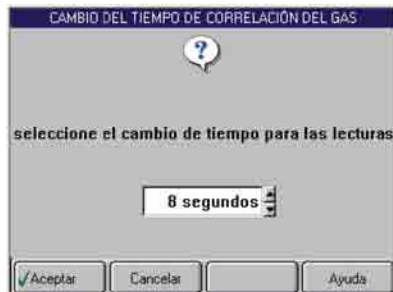 CAMBIO DEL TIEMPO DE CORRELACIÓN DEL GAS
?
seleccione el cambio de tiempo para las lecturas
8 segundos
Aceptar Cancelar Ayuda